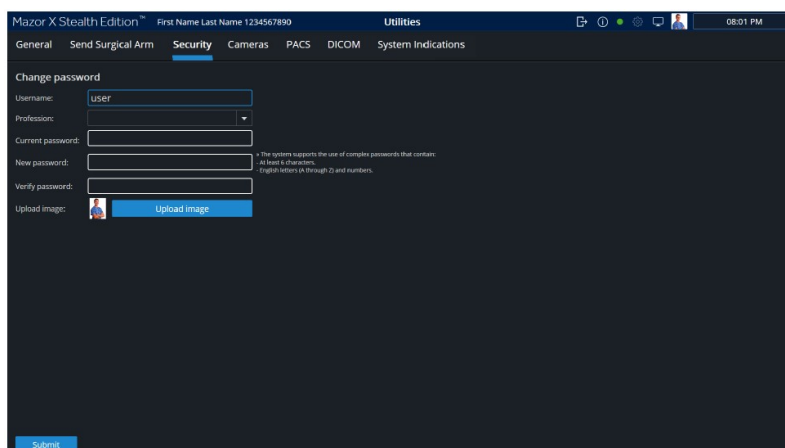 Mazor X Stealth Edition™ First Name Last Name 1234567890 Utilities 08:01 PM
General Send Surgical Arm Security Cameras PACS DICOM System Indications
Change password
Username: user
Profession:
Current password:
New password:
» The system supports the use of complex passwords that contain:
- At least 6 characters.
- English letters (A through Z) and numbers.
Verify password:
Upload image: Upload image
Submit